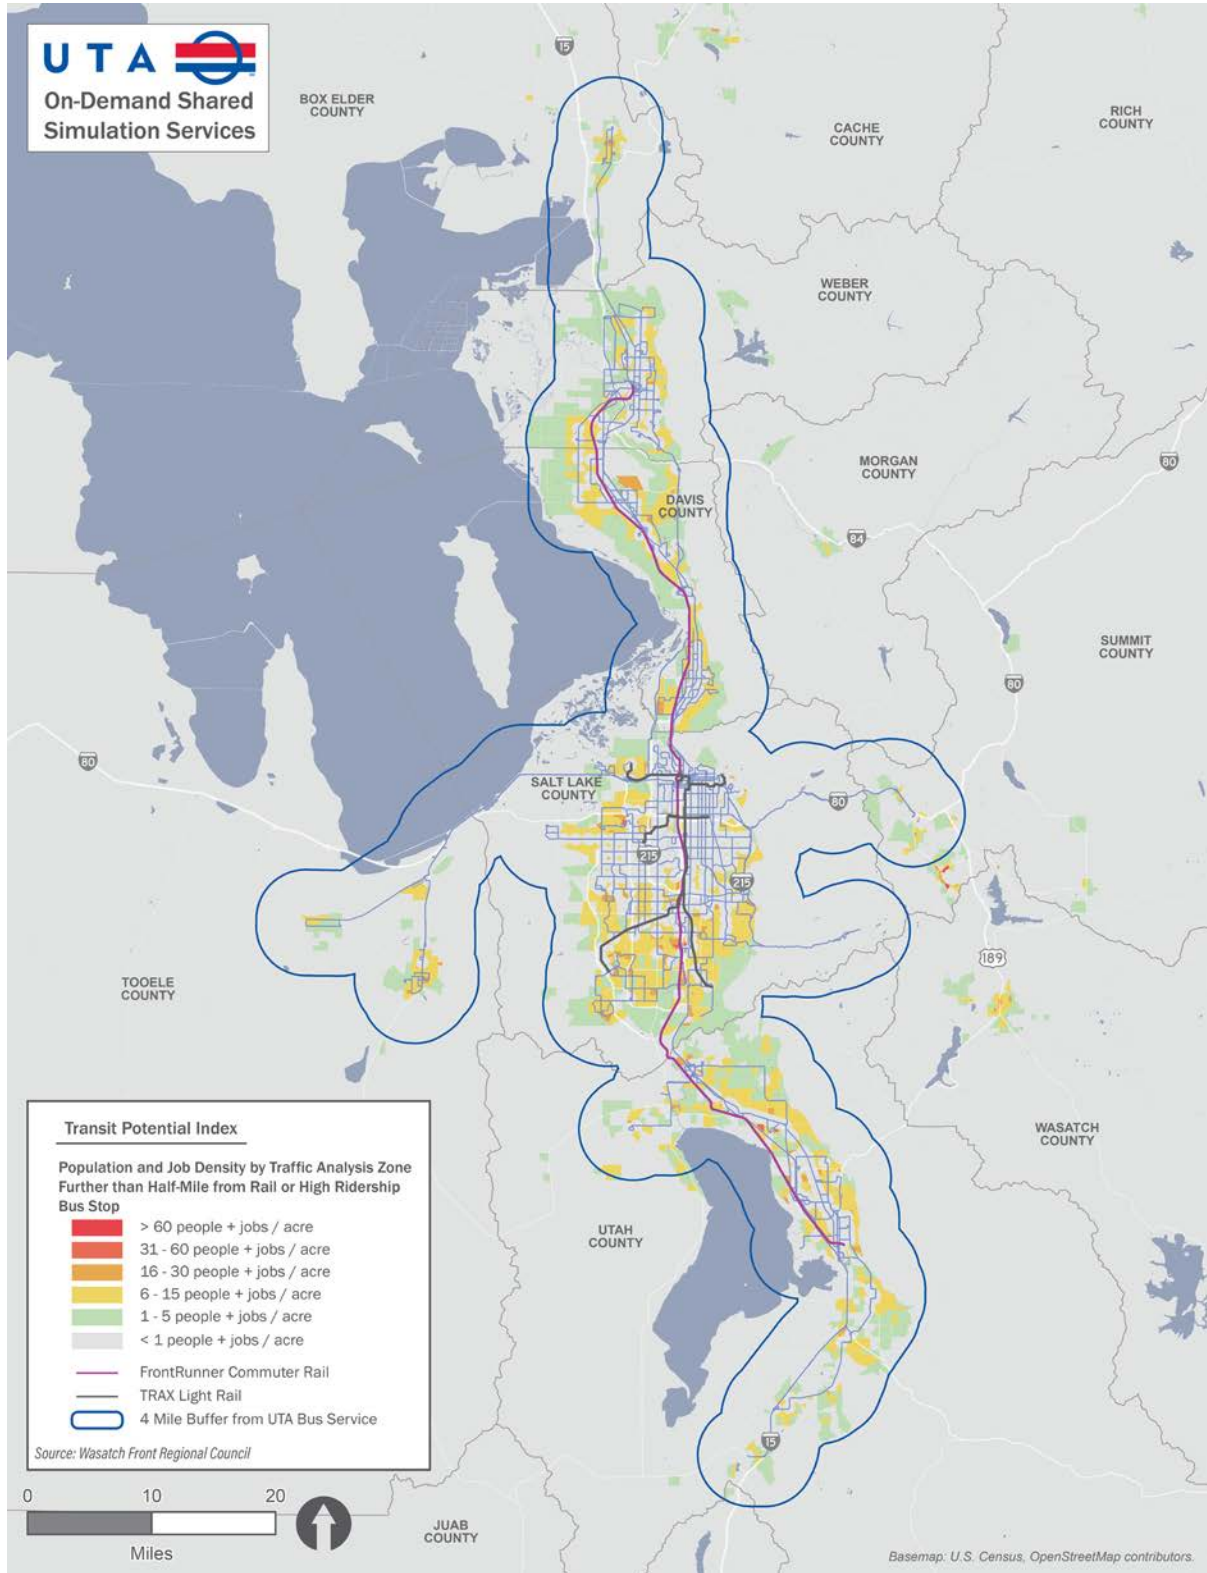 UTA
On-Demand Shared
Simulation Services
15
BOX ELDER
COUNTY
CACHE
COUNTY
RICH
COUNTY
WEBER
COUNTY
MORGAN
COUNTY
80
DAVIS
COUNTY
84
SUMMIT
COUNTY
80
80
SALT LAKE
COUNTY
80
215
215
189
TOOELE
COUNTY
WASATCH
COUNTY
UTAH
COUNTY
15
JUAB
COUNTY
Transit Potential Index
Population and Job Density by Traffic Analysis Zone
Further than Half-Mile from Rail or High Ridership
Bus Stop
> 60 people + jobs / acre
31 - 60 people + jobs / acre
16 - 30 people + jobs / acre
6 - 15 people + jobs / acre
1 - 5 people + jobs / acre
< 1 people + jobs / acre
FrontRunner Commuter Rail
TRAX Light Rail
4 Mile Buffer from UTA Bus Service
Source: Wasatch Front Regional Council
0 10 20
Miles
Basemap: U.S. Census, OpenStreetMap contributors.